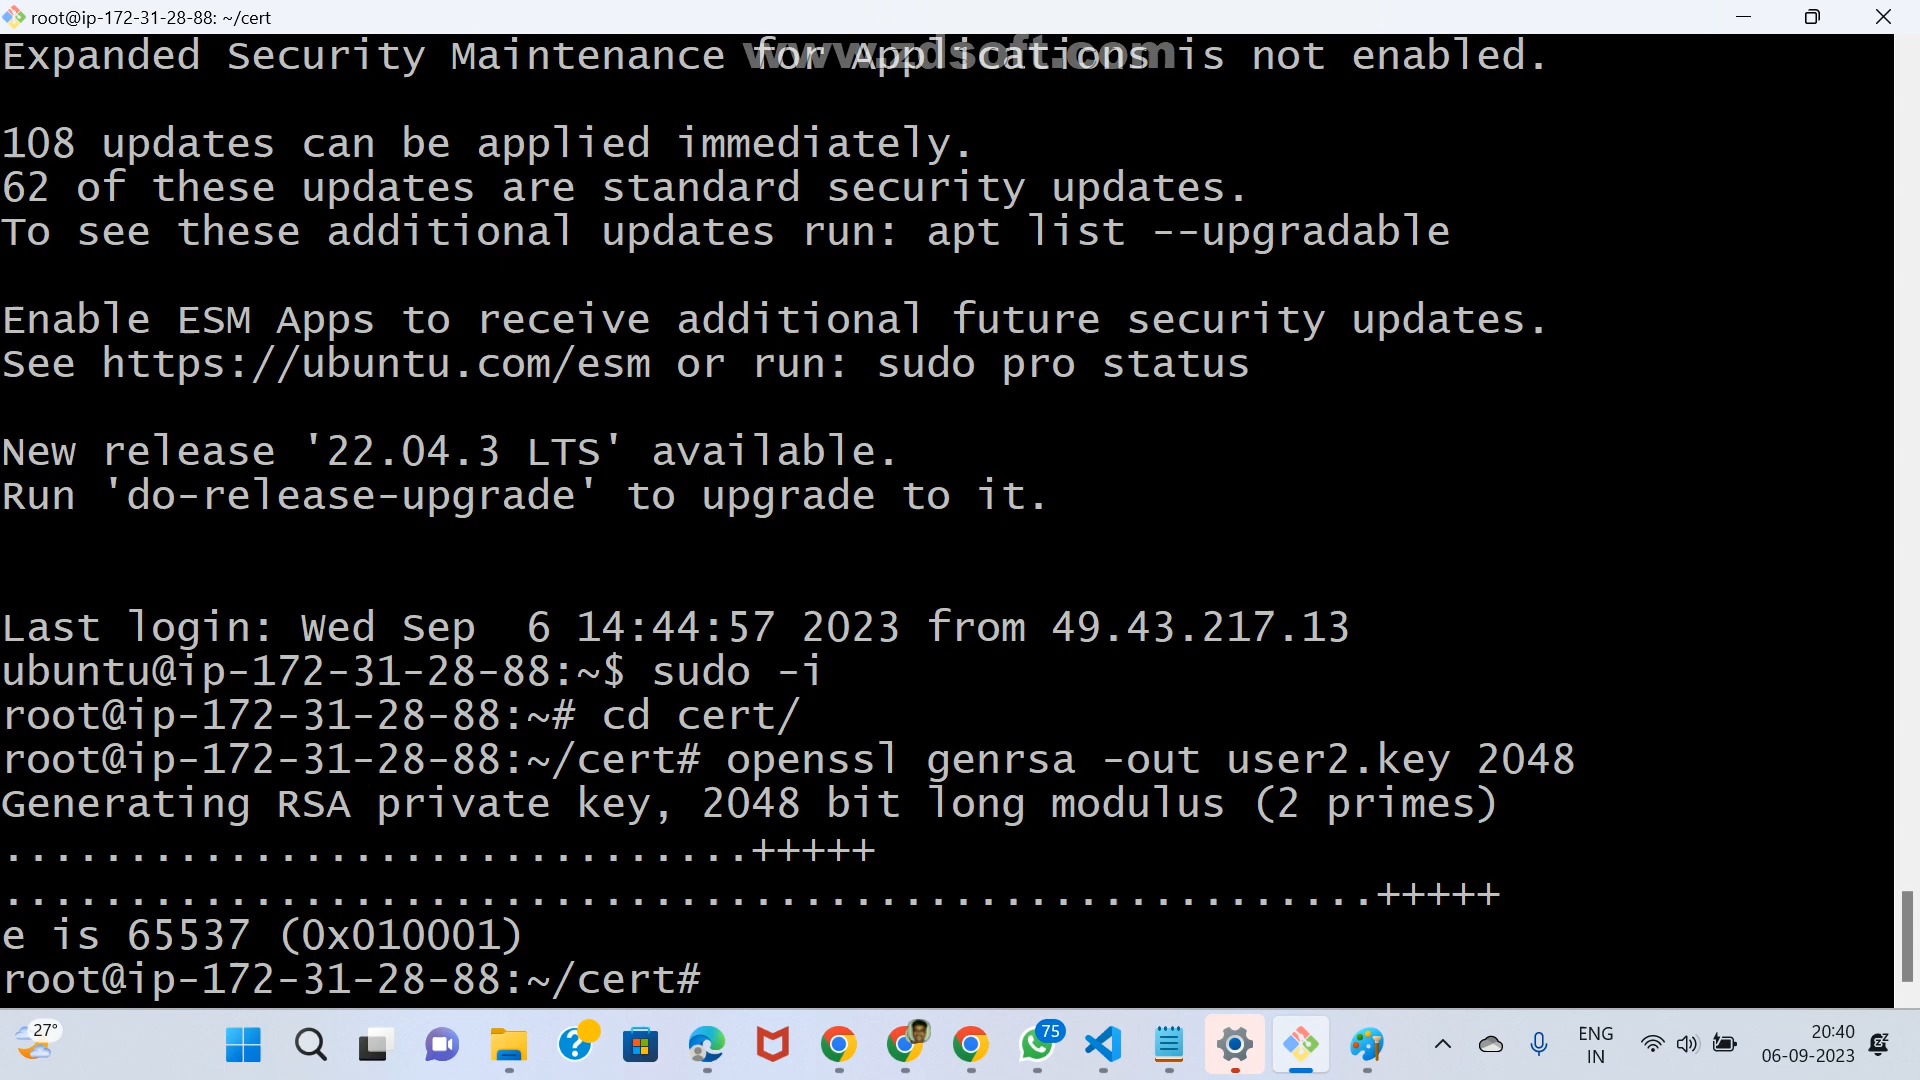 root@ip-172-31-28-88: ~/cert
www.zdsoft.com
Expanded Security Maintenance for Applications is not enabled.
108 updates can be applied immediately.
62 of these updates are standard security updates.
To see these additional updates run: apt list --upgradable
Enable ESM Apps to receive additional future security updates.
See https://ubuntu.com/esm or run: sudo pro status
New release '22.04.3 LTS' available.
Run 'do-release-upgrade' to upgrade to it.
Last login: Wed Sep  6 14:44:57 2023 from 49.43.217.13
ubuntu@ip-172-31-28-88:~$ sudo -i
root@ip-172-31-28-88:~# cd cert/
root@ip-172-31-28-88:~/cert# openssl genrsa -out user2.key 2048
Generating RSA private key, 2048 bit long modulus (2 primes)
..............................+++++
.......................................................+++++
e is 65537 (0x010001)
root@ip-172-31-28-88:~/cert#
27°
75
ENG
IN
20:40
06-09-2023